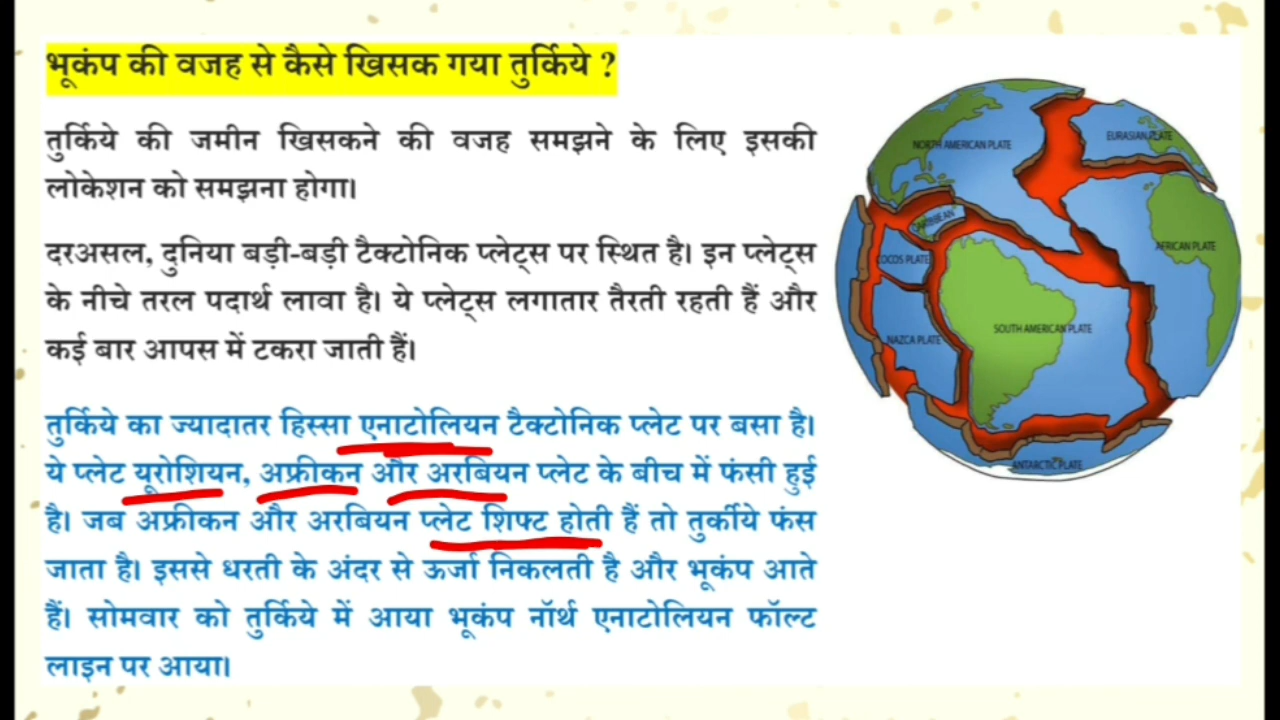 भूकंप की वजह से कैसे खिसक गया तुर्किये ?
तुर्किये की जमीन खिसकने की वजह समझने के लिए इसकी
लोकेशन को समझना होगा।
दरअसल, दुनिया बड़ी-बड़ी टैक्टोनिक प्लेट्स पर स्थित है। इन प्लेट्स
के नीचे तरल पदार्थ लावा है। ये प्लेट्स लगातार तैरती रहती हैं और
कई बार आपस में टकरा जाती हैं।
तुर्किये का ज्यादातर हिस्सा एनाटोलियन टैक्टोनिक प्लेट पर बसा है।
ये प्लेट यूरोशियन, अफ्रीकन और अरबियन प्लेट के बीच में फंसी हुई
है। जब अफ्रीकन और अरबियन प्लेट शिफ्ट होती हैं तो तुर्कीये फंस
जाता है। इससे धरती के अंदर से ऊर्जा निकलती है और भूकंप आते
हैं। सोमवार को तुर्किये में आया भूकंप नॉर्थ एनाटोलियन फॉल्ट
लाइन पर आया।
NORTH AMERICAN PLATE
EURASIAN PLATE
CARIBBEAN
AFRICAN PLATE
COCOS PLATE
SOUTH AMERICAN PLATE
NAZCA PLATE
ANTARCTIC PLATE